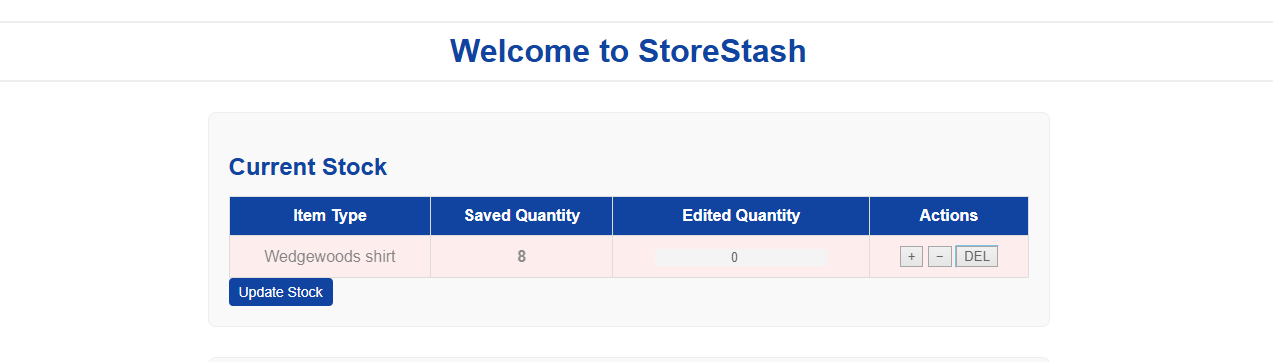 Welcome to StoreStash
Current Stock
Item Type Saved Quantity Edited Quantity Actions
Wedgewoods shirt 8 0 + − DEL
Update Stock